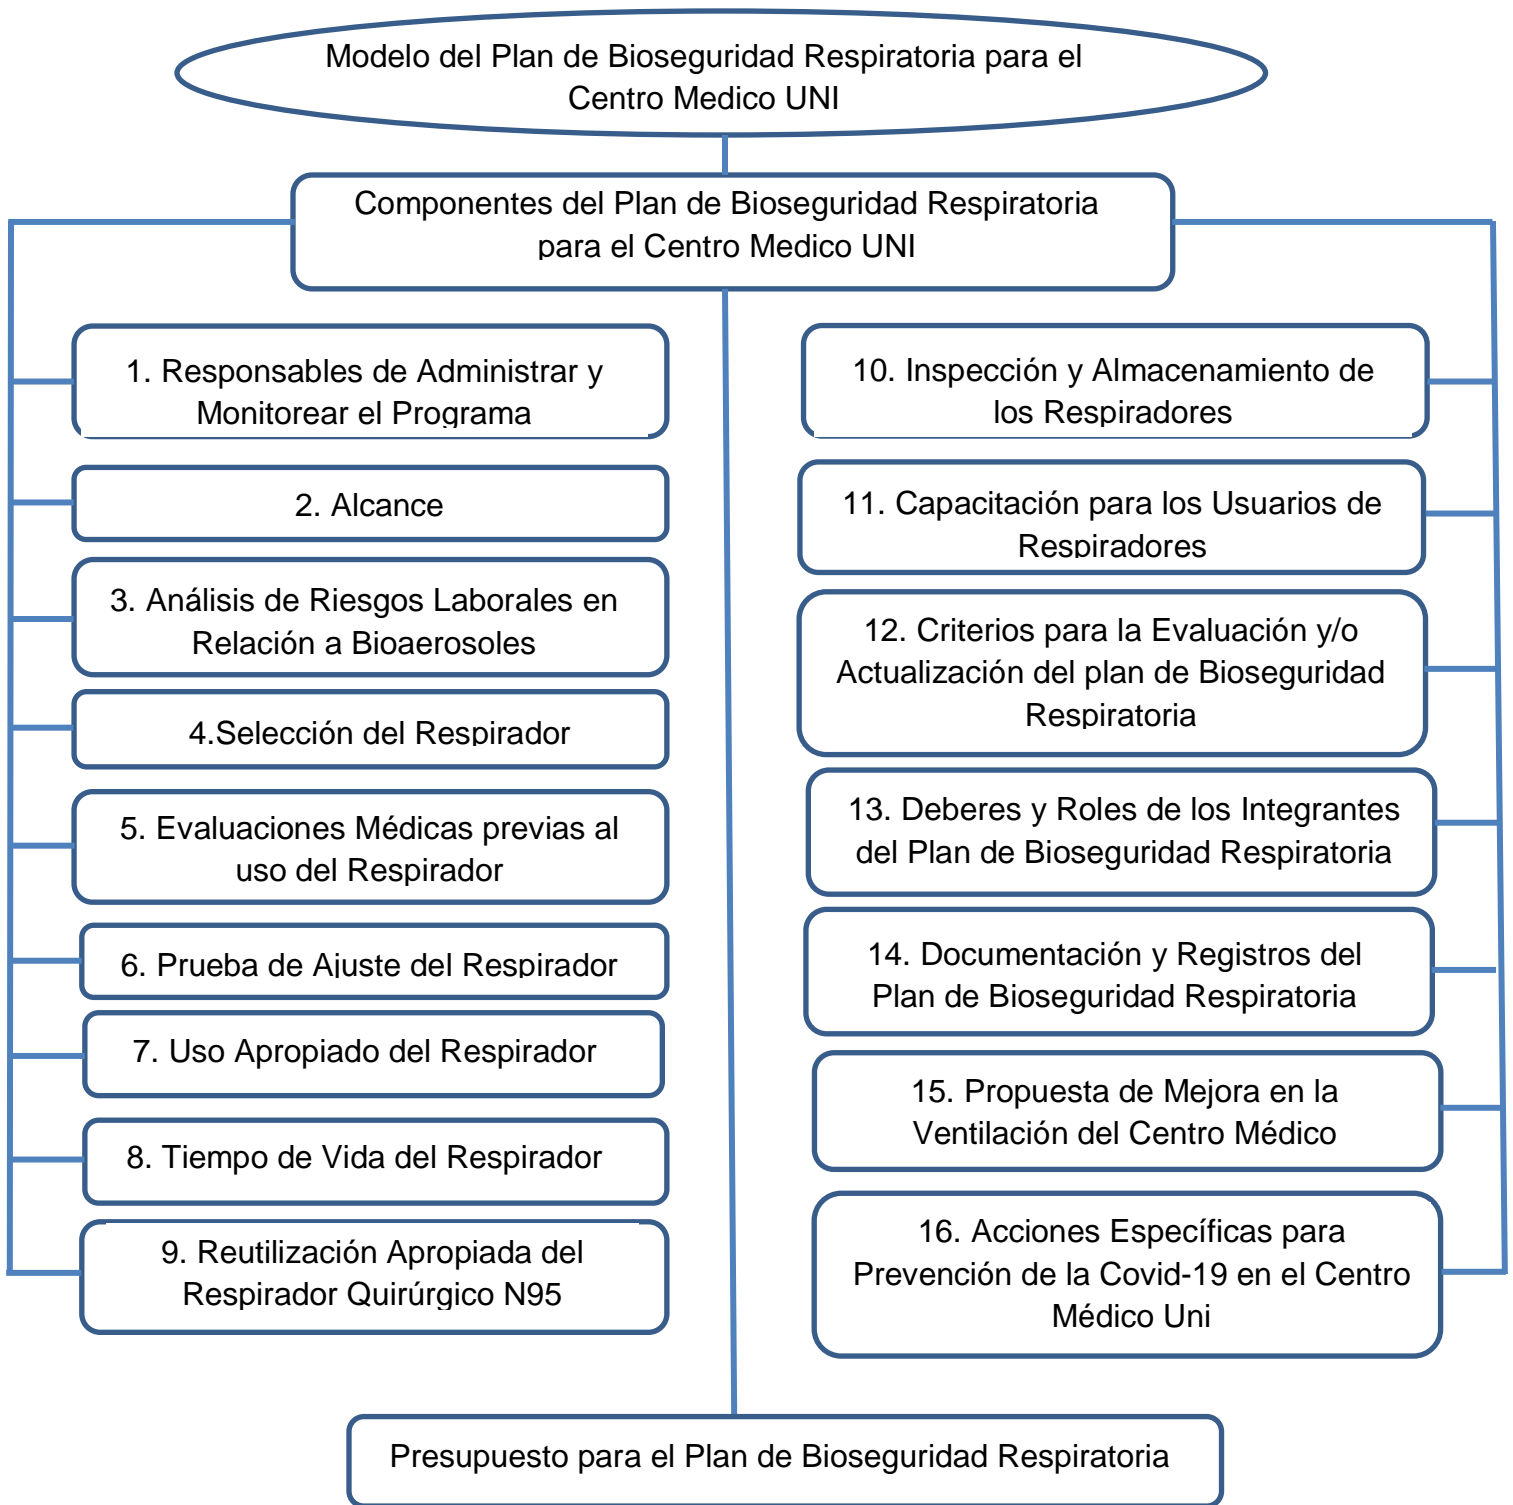 Modelo del Plan de Bioseguridad Respiratoria para el
Centro Medico UNI
Componentes del Plan de Bioseguridad Respiratoria
para el Centro Medico UNI
1. Responsables de Administrar y
Monitorear el Programa
2. Alcance
3. Análisis de Riesgos Laborales en
Relación a Bioaerosoles
4.Selección del Respirador
5. Evaluaciones Médicas previas al
uso del Respirador
6. Prueba de Ajuste del Respirador
7. Uso Apropiado del Respirador
8. Tiempo de Vida del Respirador
9. Reutilización Apropiada del
Respirador Quirúrgico N95
10. Inspección y Almacenamiento de
los Respiradores
11. Capacitación para los Usuarios de
Respiradores
12. Criterios para la Evaluación y/o
Actualización del plan de Bioseguridad
Respiratoria
13. Deberes y Roles de los Integrantes
del Plan de Bioseguridad Respiratoria
14. Documentación y Registros del
Plan de Bioseguridad Respiratoria
15. Propuesta de Mejora en la
Ventilación del Centro Médico
16. Acciones Específicas para
Prevención de la Covid-19 en el Centro
Médico Uni
Presupuesto para el Plan de Bioseguridad Respiratoria